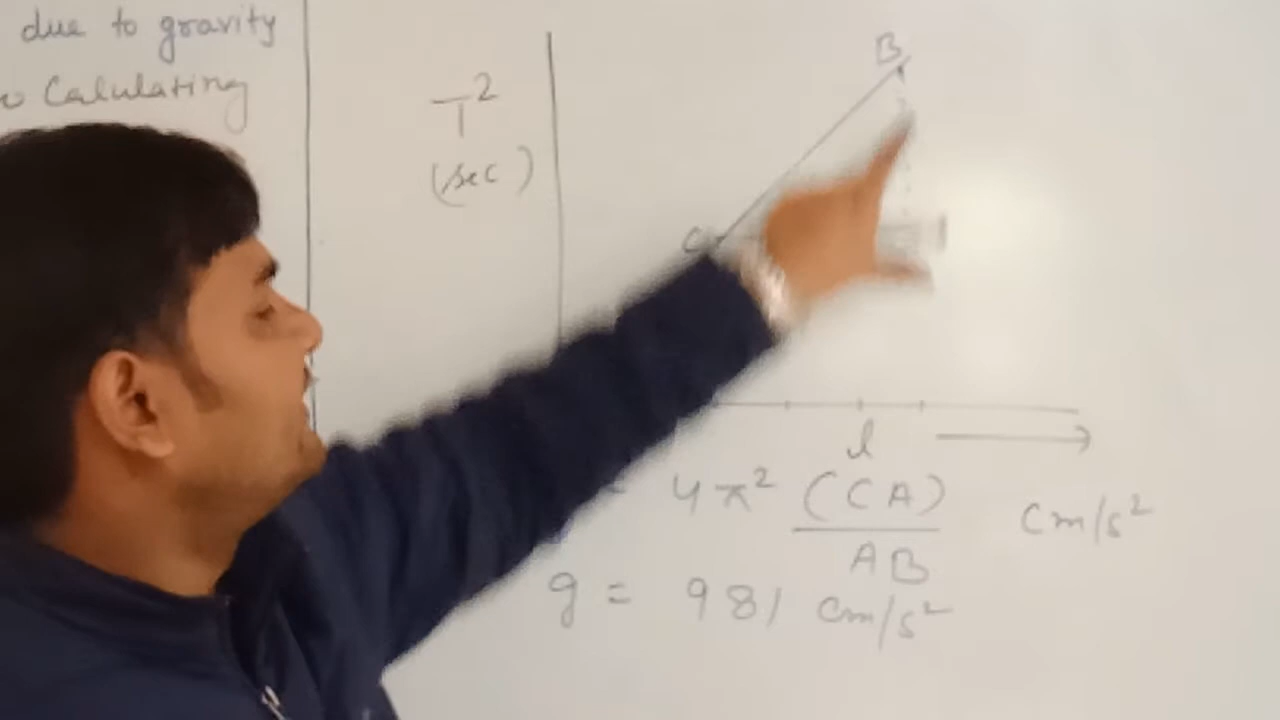 due to gravity
Calulating
T²
(sec)
B
C
l
= 4π² (CA)
AB
cm/s²
g = 981 cm/s²